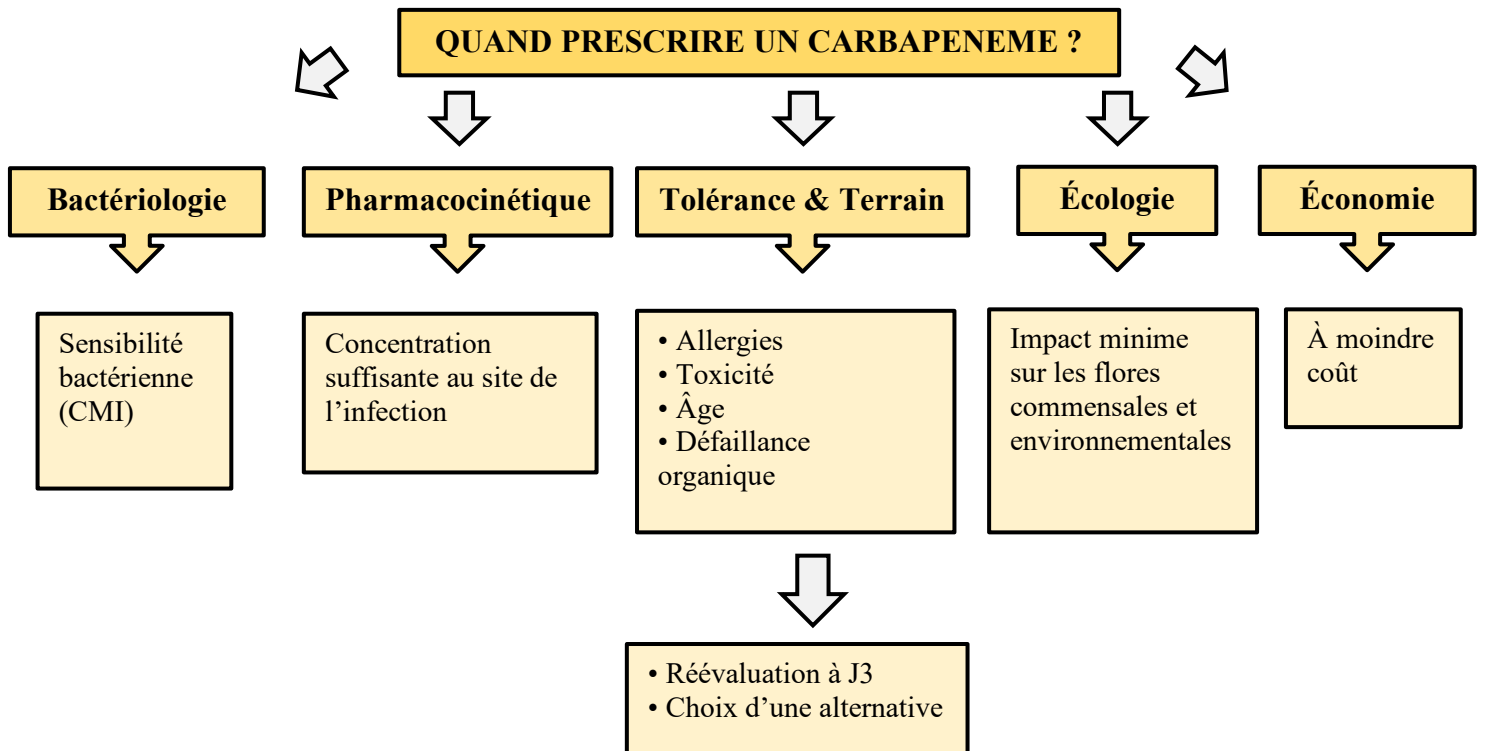 QUAND PRESCRIRE UN CARBAPENEME ?
Bactériologie
Pharmacocinétique
Tolérance & Terrain
Écologie
Économie
Sensibilité
bactérienne
(CMI)
Concentration
suffisante au site de
l’infection
• Allergies
• Toxicité
• Âge
• Défaillance
organique
Impact minime
sur les flores
commensales et
environnementales
À moindre
coût
• Réévaluation à J3
• Choix d’une alternative